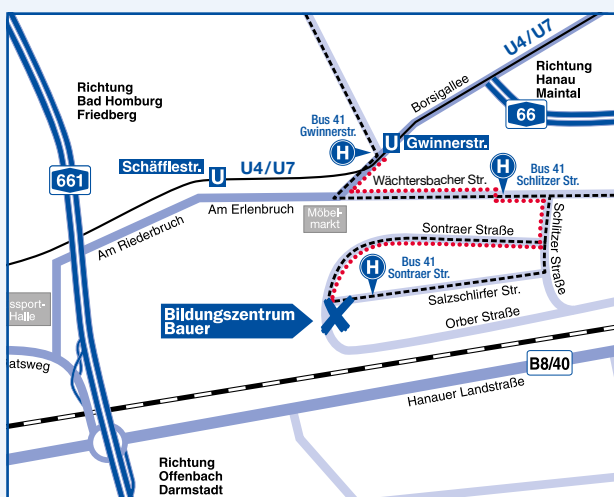 U4/U7
Richtung
Bad Homburg
Friedberg
Richtung
Hanau
Maintal
Borsigallee
66
Bus 41
Gwinnerstr.
H
U
Gwinnerstr.
Schäfflestr.
U
U4/U7
661
Bus 41
Schlitzer Str.
H
Wächtersbacher Str.
Am Erlenbruch
Möbel-
markt
Am Riederbruch
Sontraer Straße
Schlitzer Straße
ssport-
Halle
H
Bus 41
Sontraer Str.
Salzschlirfer Str.
Bildungszentrum
Bauer
Orber Straße
atsweg
B8/40
Hanauer Landstraße
Richtung
Offenbach
Darmstadt